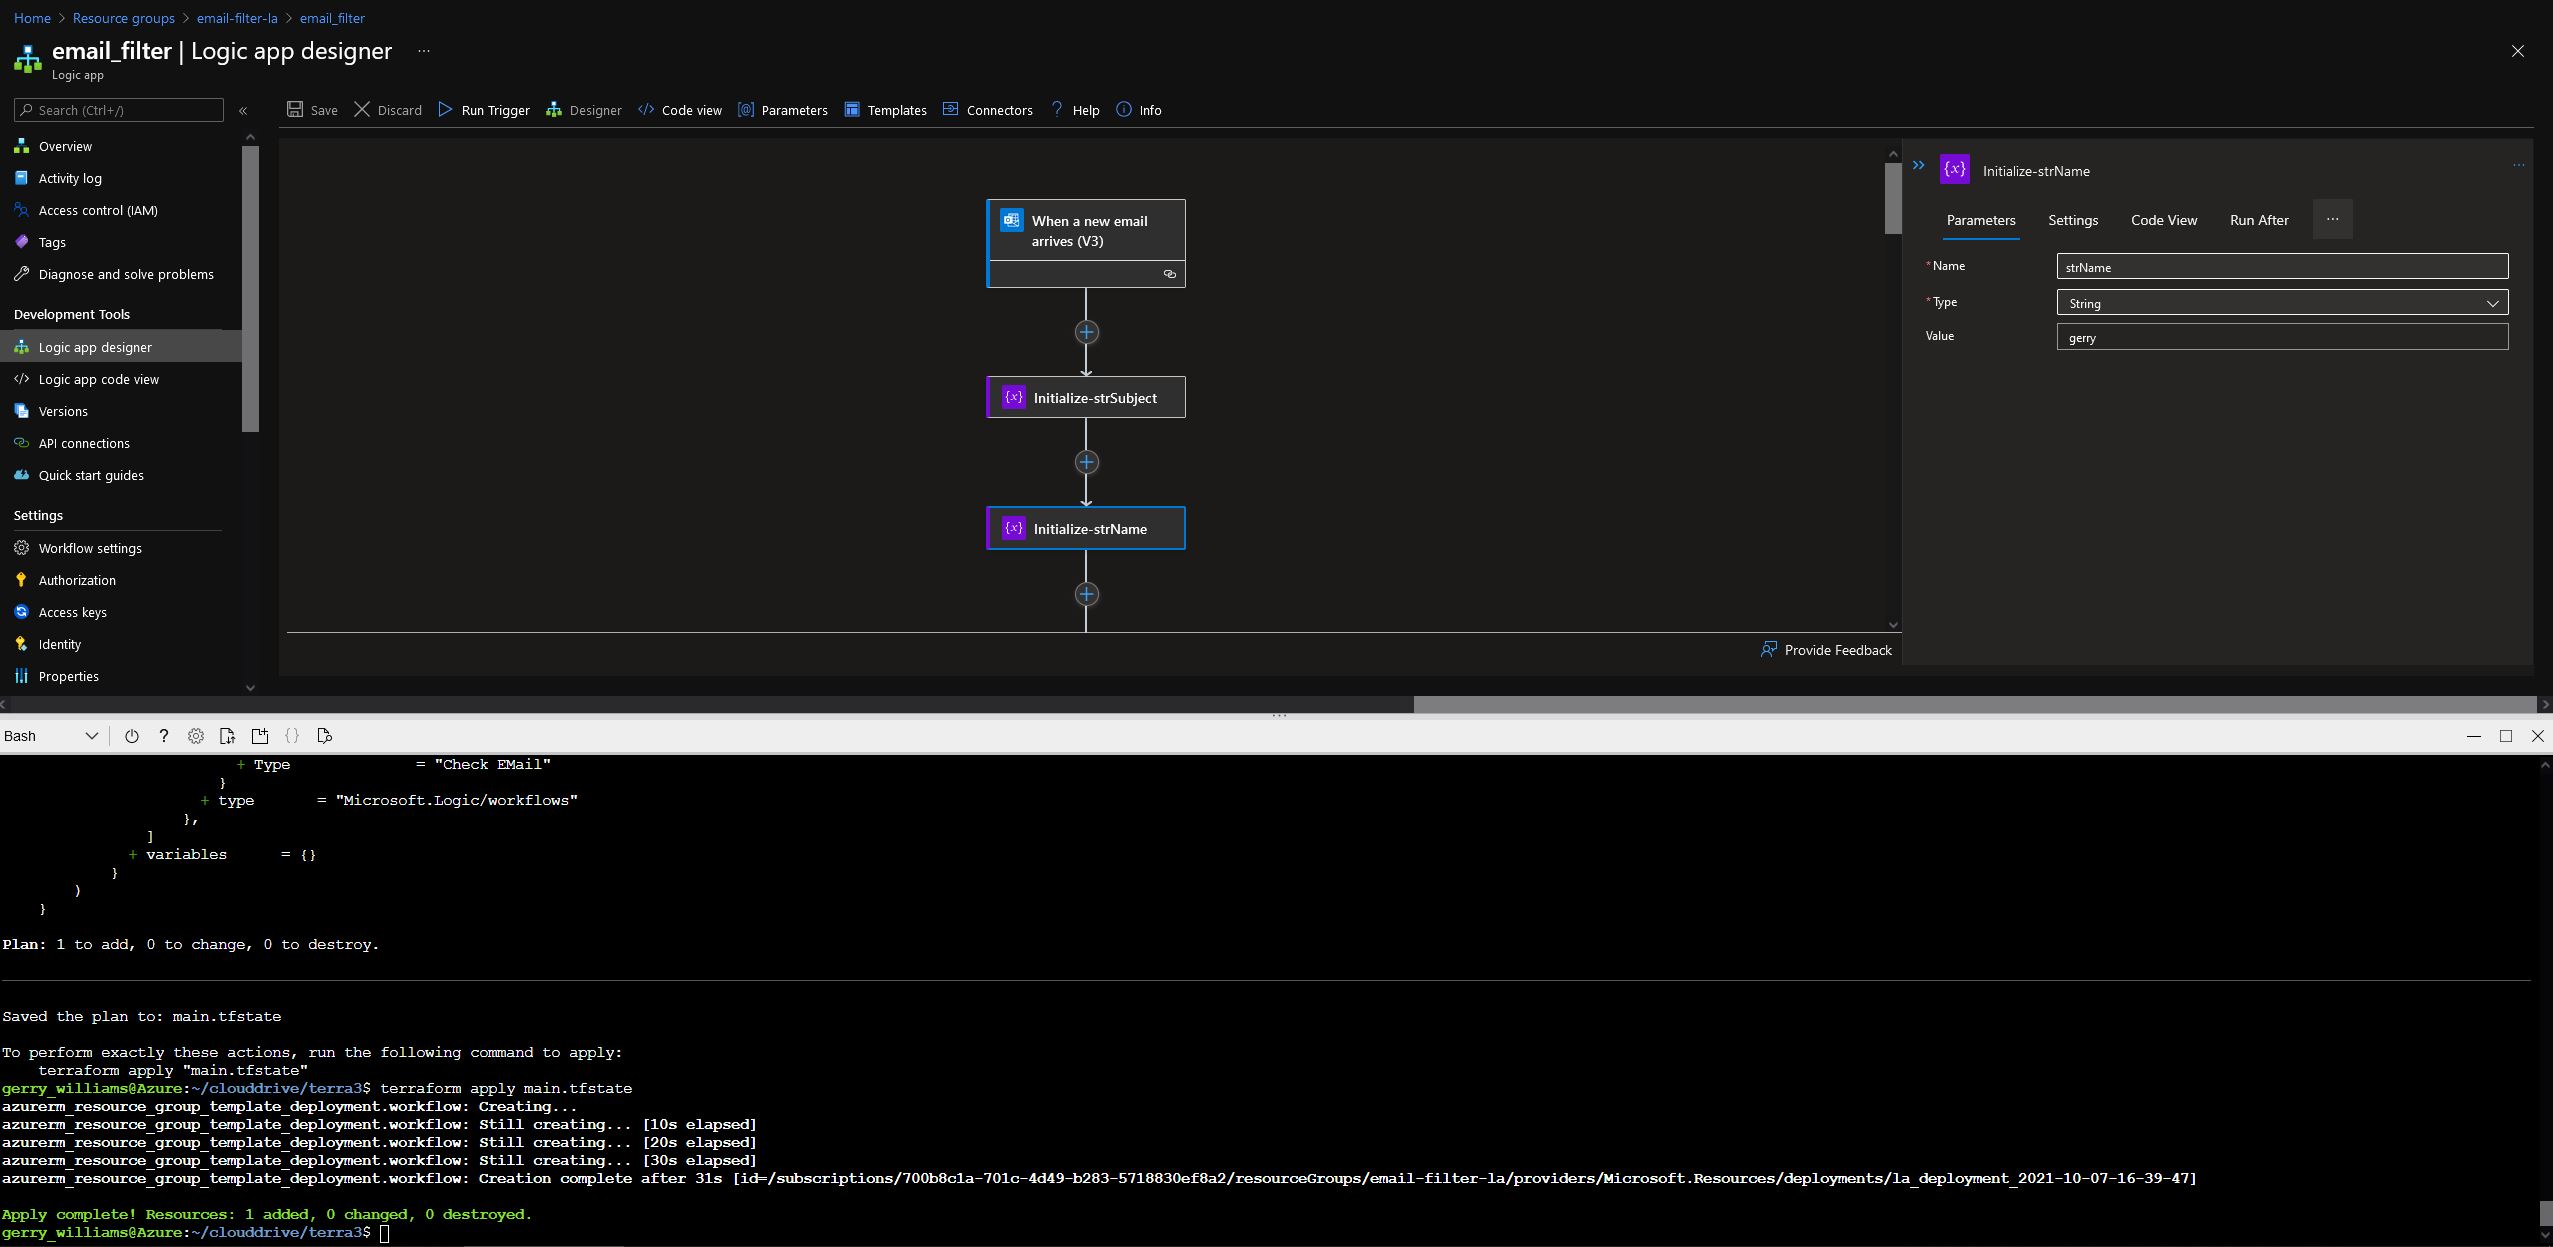 Home > Resource groups > email-filter-la > email_filter
email_filter | Logic app designer ...
Logic app
Search (Ctrl+/) «
Save Discard Run Trigger Designer Code view Parameters Templates Connectors Help Info
Overview
Activity log
Access control (IAM)
Tags
Diagnose and solve problems
Development Tools
Logic app designer
Logic app code view
Versions
API connections
Quick start guides
Settings
Workflow settings
Authorization
Access keys
Identity
Properties
When a new email
arrives (V3)
Initialize-strSubject
Initialize-strName
Provide Feedback
Initialize-strName
Parameters Settings Code View Run After ...
* Name strName
* Type String
Value gerry
Bash
+ Type = "Check EMail"
}
+ type = "Microsoft.Logic/workflows"
},
]
+ variables = {}
}
)
}
Plan: 1 to add, 0 to change, 0 to destroy.
Saved the plan to: main.tfstate
To perform exactly these actions, run the following command to apply:
terraform apply "main.tfstate"
gerry_williams@Azure:~/clouddrive/terra3$ terraform apply main.tfstate
azurerm_resource_group_template_deployment.workflow: Creating...
azurerm_resource_group_template_deployment.workflow: Still creating... [10s elapsed]
azurerm_resource_group_template_deployment.workflow: Still creating... [20s elapsed]
azurerm_resource_group_template_deployment.workflow: Still creating... [30s elapsed]
azurerm_resource_group_template_deployment.workflow: Creation complete after 31s [id=/subscriptions/700b8c1a-701c-4d49-b283-5718830ef8a2/resourceGroups/email-filter-la/providers/Microsoft.Resources/deployments/la_deployment_2021-10-07-16-39-47]
Apply complete! Resources: 1 added, 0 changed, 0 destroyed.
gerry_williams@Azure:~/clouddrive/terra3$